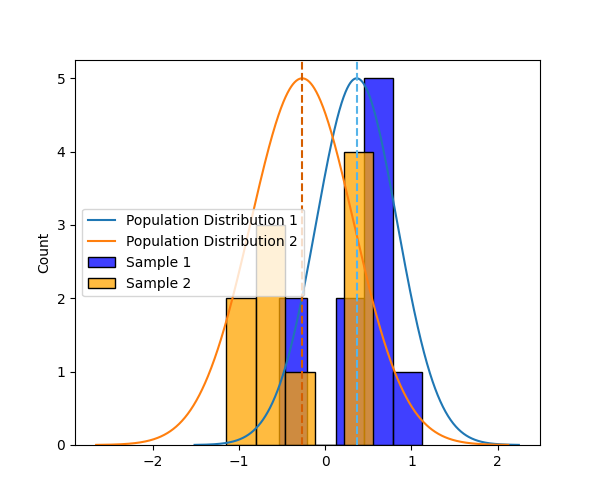 5
4
3
2
1
0
Count
Population Distribution 1
Population Distribution 2
Sample 1
Sample 2
−2
−1
0
1
2